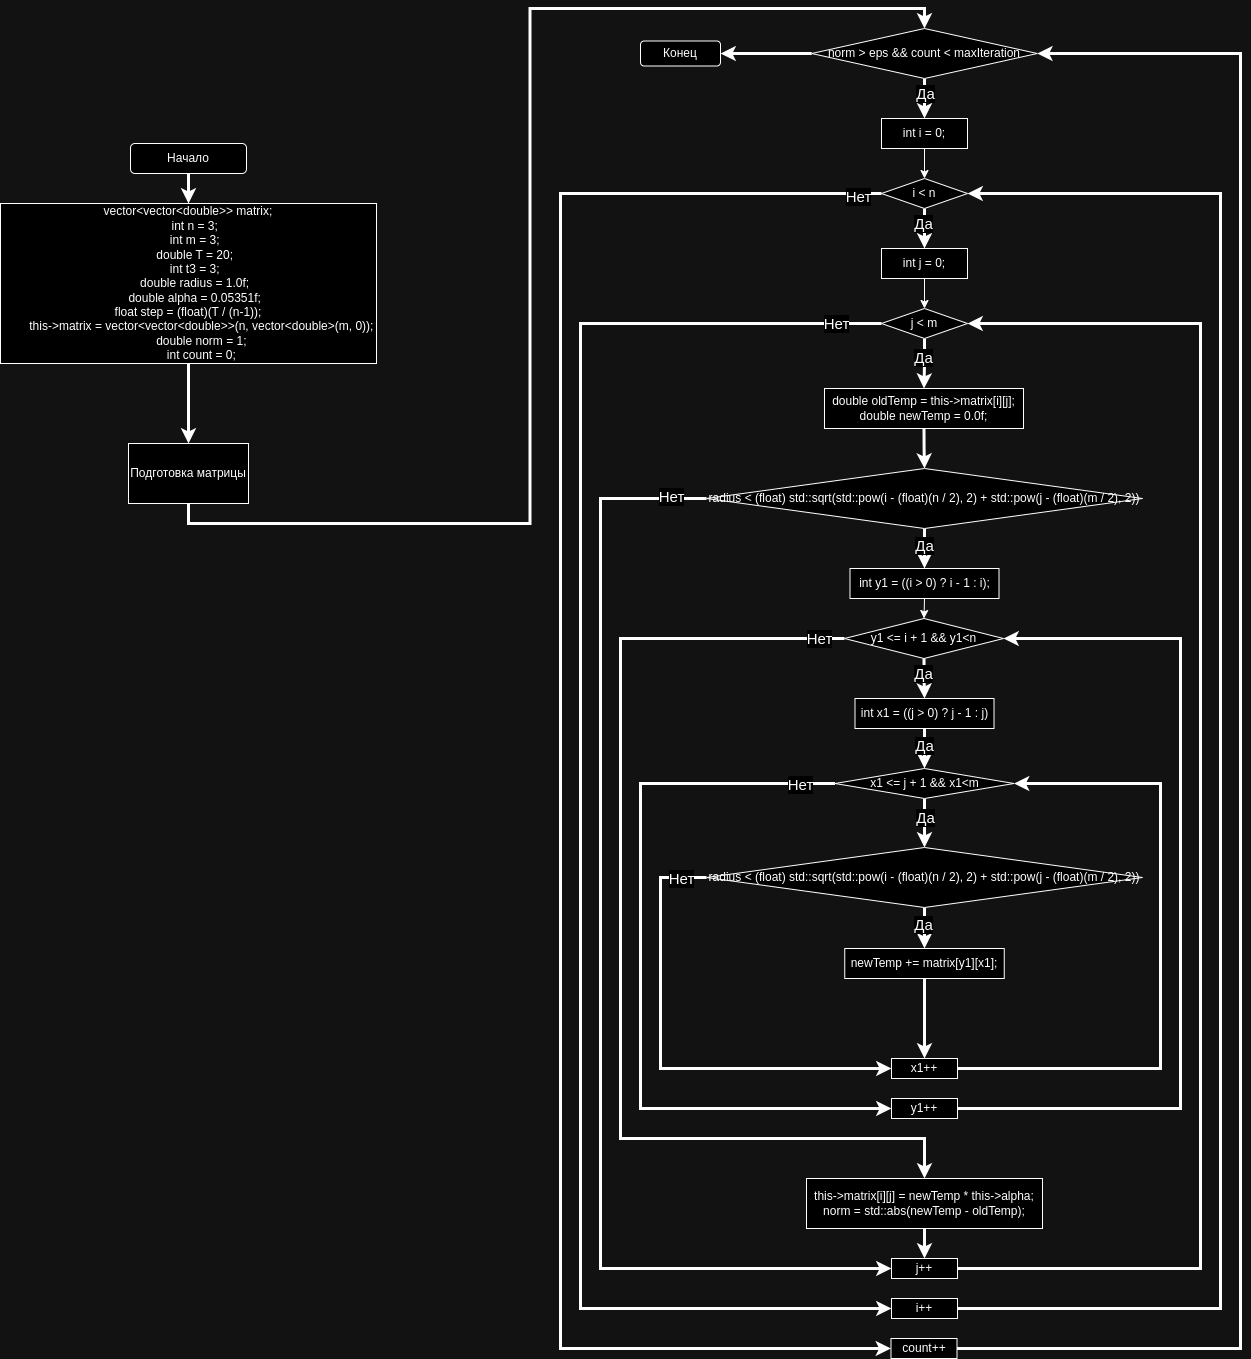 Начало
vector<vector<double>> matrix;
int n = 3;
int m = 3;
double T = 20;
int t3 = 3;
double radius = 1.0f;
double alpha = 0.05351f;
float step = (float)(T / (n-1));
this->matrix = vector<vector<double>>(n, vector<double>(m, 0));
double norm = 1;
int count = 0;
Подготовка матрицы
Конец
norm > eps && count < maxIteration
Да
int i = 0;
Нет
i < n
Да
int j = 0;
Нет
j < m
Да
double oldTemp = this->matrix[i][j];
double newTemp = 0.0f;
Нет
radius < (float) std::sqrt(std::pow(i - (float)(n / 2), 2) + std::pow(j - (float)(m / 2), 2))
Да
int y1 = ((i > 0) ? i - 1 : i);
Нет
y1 <= i + 1 && y1<n
Да
int x1 = ((j > 0) ? j - 1 : j)
Да
Нет
x1 <= j + 1 && x1<m
Да
Нет
radius < (float) std::sqrt(std::pow(i - (float)(n / 2), 2) + std::pow(j - (float)(m / 2), 2))
Да
newTemp += matrix[y1][x1];
x1++
y1++
this->matrix[i][j] = newTemp * this->alpha;
norm = std::abs(newTemp - oldTemp);
j++
i++
count++